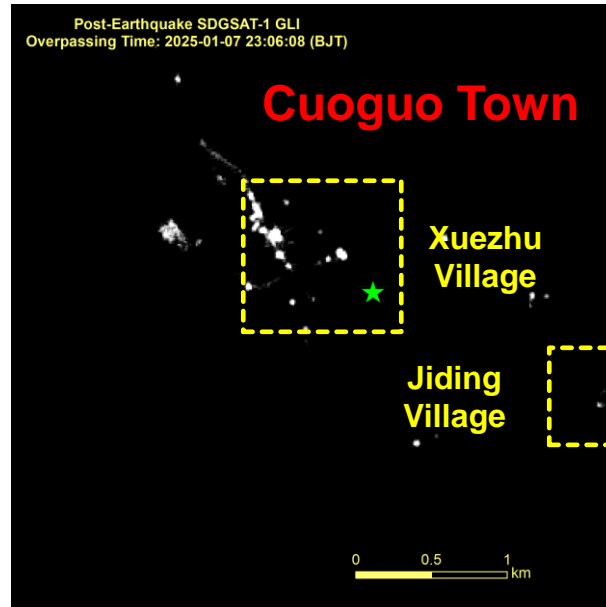 Post-Earthquake SDGSAT-1 GLI
Overpassing Time: 2025-01-07 23:06:08 (BJT)
Cuoguo Town
Xuezhu
Village
Jiding
Village
0 0.5 1
km